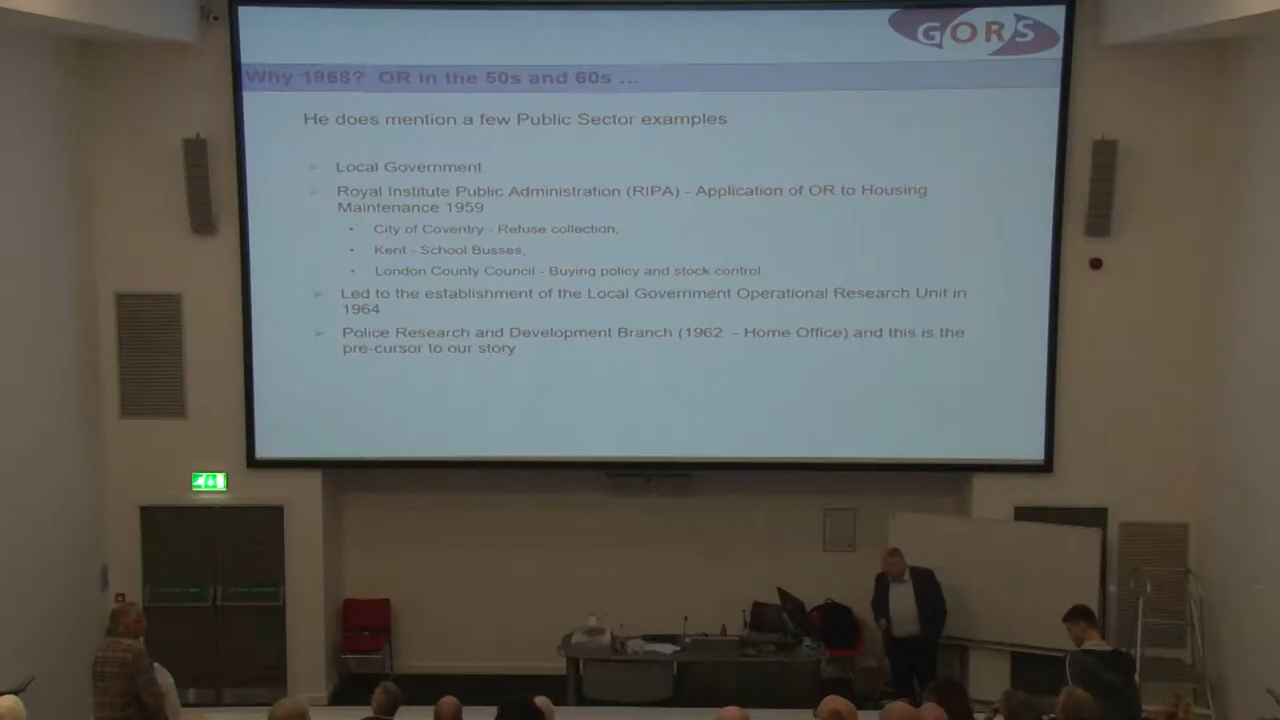 GORS
Why 1968? OR in the 50s and 60s ...
He does mention a few Public Sector examples
Local Government
Royal Institute Public Administration (RIPA) - Application of OR to Housing
Maintenance 1959
City of Coventry - Refuse collection,
Kent - School Busses,
London County Council - Buying policy and stock control
Led to the establishment of the Local Government Operational Research Unit in
1964
Police Research and Development Branch (1962 - Home Office) and this is the
pre-cursor to our story